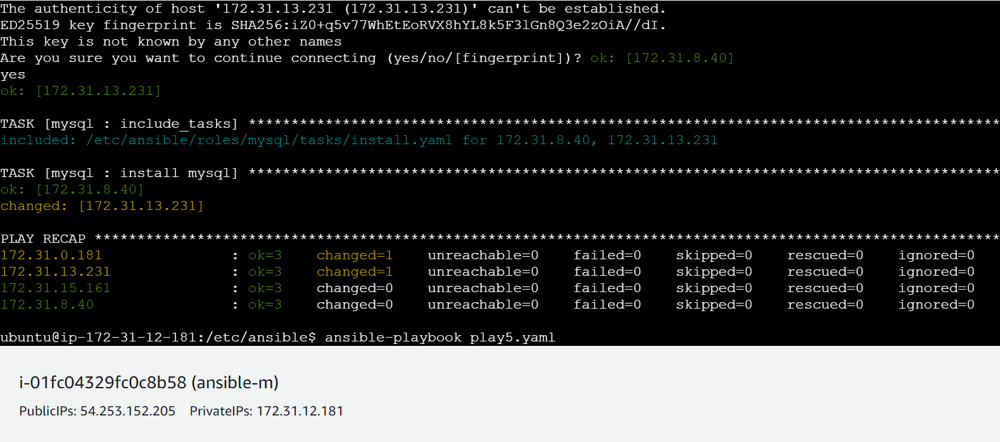 The authenticity of host '172.31.13.231 (172.31.13.231)' can't be established.
ED25519 key fingerprint is SHA256:iZ0+q5v77WhEtEoRVX8hYL8k5F3lGn8Q3e2zOiA//dI.
This key is not known by any other names
Are you sure you want to continue connecting (yes/no/[fingerprint])? ok: [172.31.8.40]
yes
ok: [172.31.13.231]
TASK [mysql : include_tasks] ****************************************************************************************
included: /etc/ansible/roles/mysql/tasks/install.yaml for 172.31.8.40, 172.31.13.231
TASK [mysql : install mysql] ****************************************************************************************
ok: [172.31.8.40]
changed: [172.31.13.231]
PLAY RECAP **********************************************************************************************************
172.31.0.181 : ok=3 changed=1 unreachable=0 failed=0 skipped=0 rescued=0 ignored=0
172.31.13.231 : ok=3 changed=1 unreachable=0 failed=0 skipped=0 rescued=0 ignored=0
172.31.15.161 : ok=3 changed=0 unreachable=0 failed=0 skipped=0 rescued=0 ignored=0
172.31.8.40 : ok=3 changed=0 unreachable=0 failed=0 skipped=0 rescued=0 ignored=0
ubuntu@ip-172-31-12-181:/etc/ansible$ ansible-playbook play5.yaml
i-01fc04329fc0c8b58 (ansible-m)
PublicIPs: 54.253.152.205 PrivateIPs: 172.31.12.181